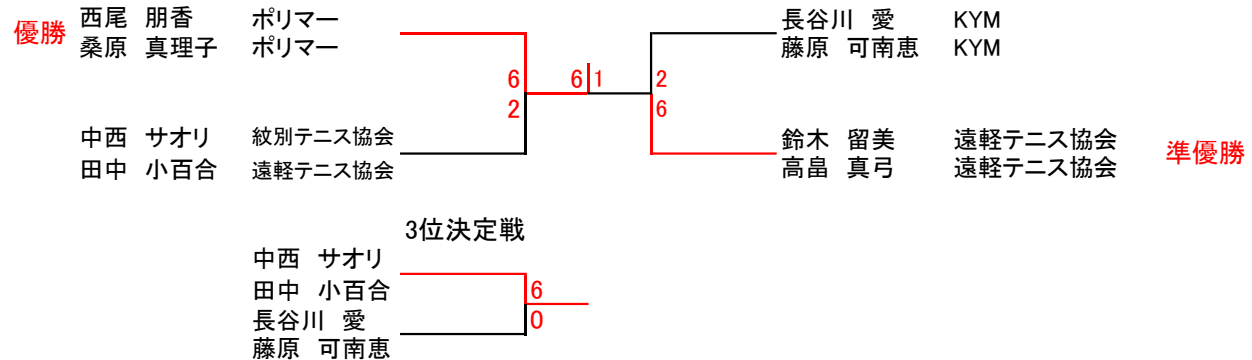 優勝 西尾 朋香 ポリマー
桑原 真理子 ポリマー
中西 サオリ 紋別テニス協会
田中 小百合 遠軽テニス協会
6
2
6 1
2
6
長谷川 愛 KYM
藤原 可南恵 KYM
鈴木 留美 遠軽テニス協会
高畠 真弓 遠軽テニス協会
準優勝
3位決定戦
中西 サオリ
田中 小百合
長谷川 愛
藤原 可南恵
6
0